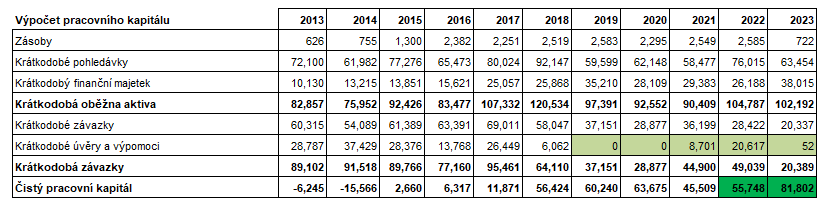 Výpočet pracovního kapitálu 2013 2014 2015 2016 2017 2018 2019 2020 2021 2022 2023
Zásoby 626 755 1,300 2,382 2,251 2,519 2,583 2,295 2,549 2,585 722
Krátkodobé pohledávky 72,100 61,982 77,276 65,473 80,024 92,147 59,599 62,148 58,477 76,015 63,454
Krátkodobý finanční majetek 10,130 13,215 13,851 15,621 25,057 25,868 35,210 28,109 29,383 26,188 38,015
Krátkodobá oběžna aktiva 82,857 75,952 92,426 83,477 107,332 120,534 97,391 92,552 90,409 104,787 102,192
Krátkodobé závazky 60,315 54,089 61,389 63,391 69,011 58,047 37,151 28,877 36,199 28,422 20,337
Krátkodobé úvěry a výpomoci 28,787 37,429 28,376 13,768 26,449 6,062 0 0 8,701 20,617 52
Krátkodobá závazky 89,102 91,518 89,766 77,160 95,461 64,110 37,151 28,877 44,900 49,039 20,389
Čistý pracovní kapitál -6,245 -15,566 2,660 6,317 11,871 56,424 60,240 63,675 45,509 55,748 81,802